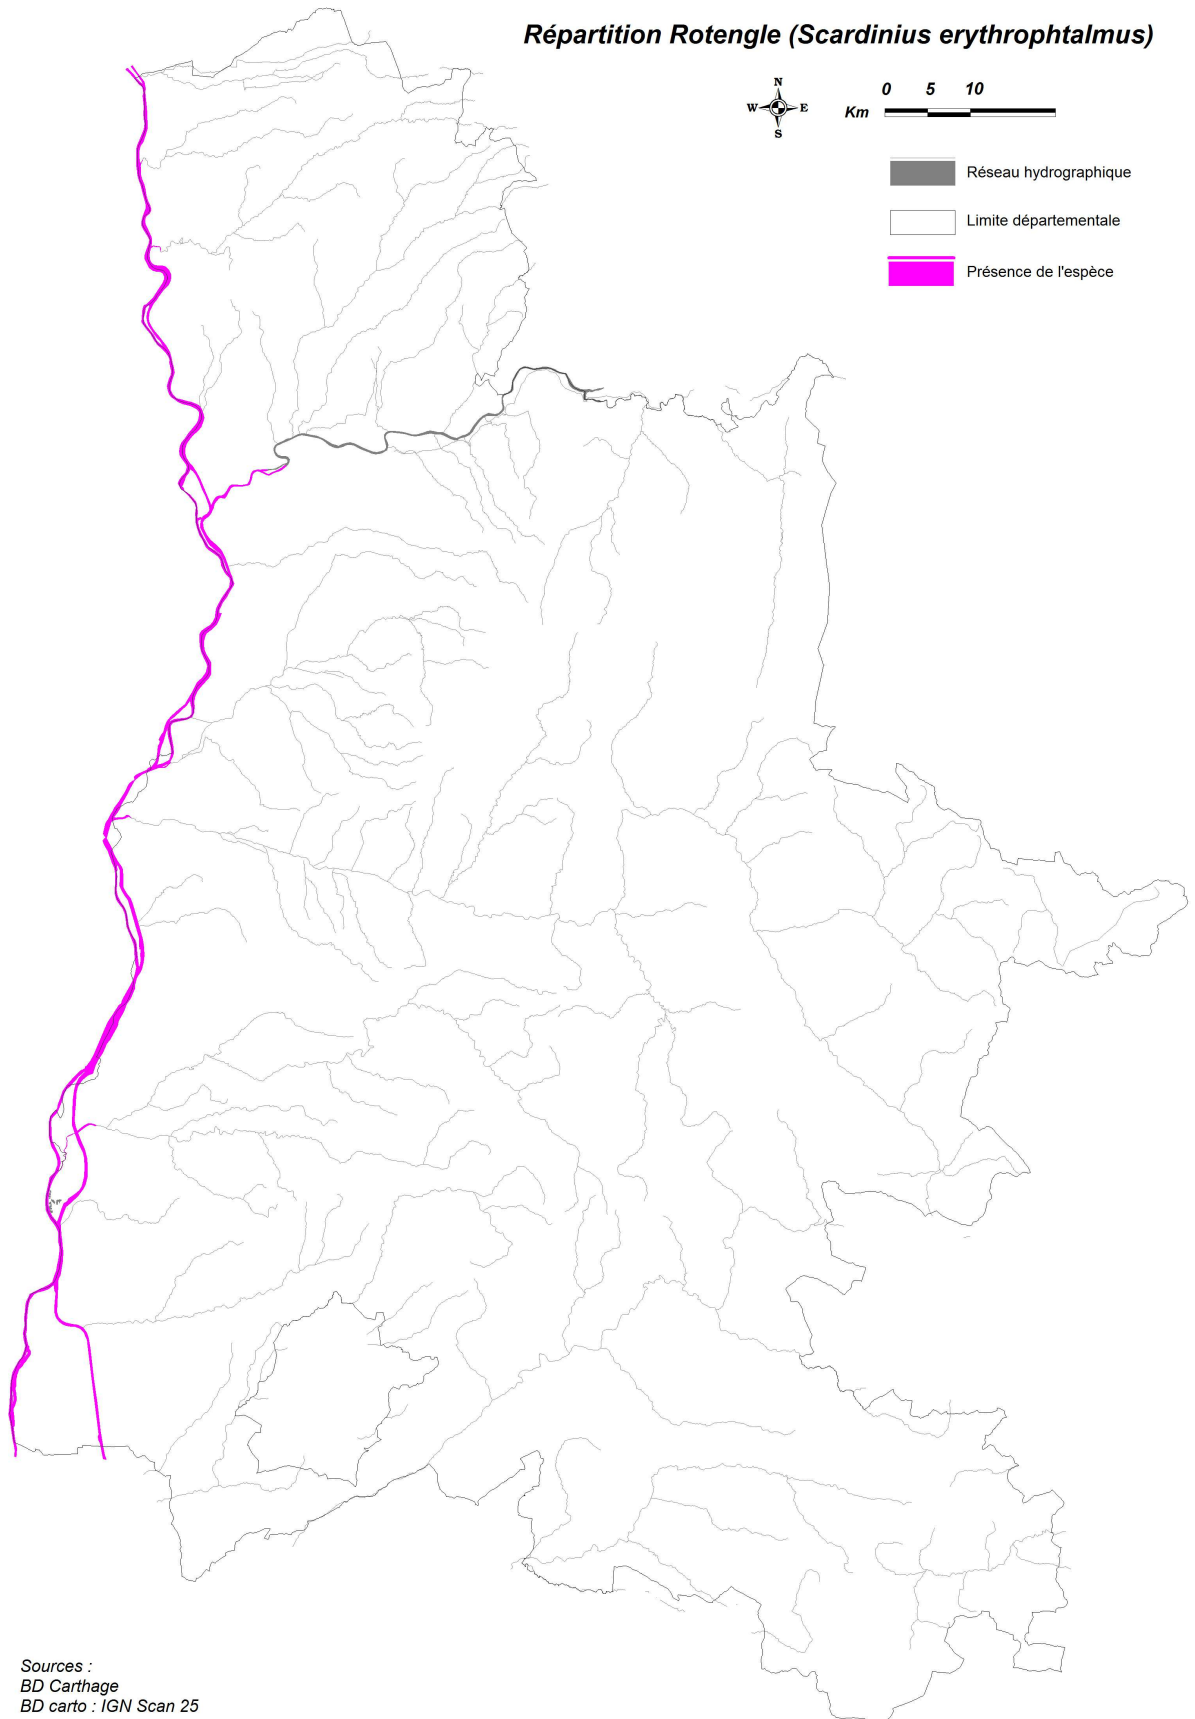 Répartition Rotengle (Scardinius erythrophtalmus)
N
W E
S
0 5 10
Km
Réseau hydrographique
Limite départementale
Présence de l'espèce
Sources :
BD Carthage
BD carto : IGN Scan 25